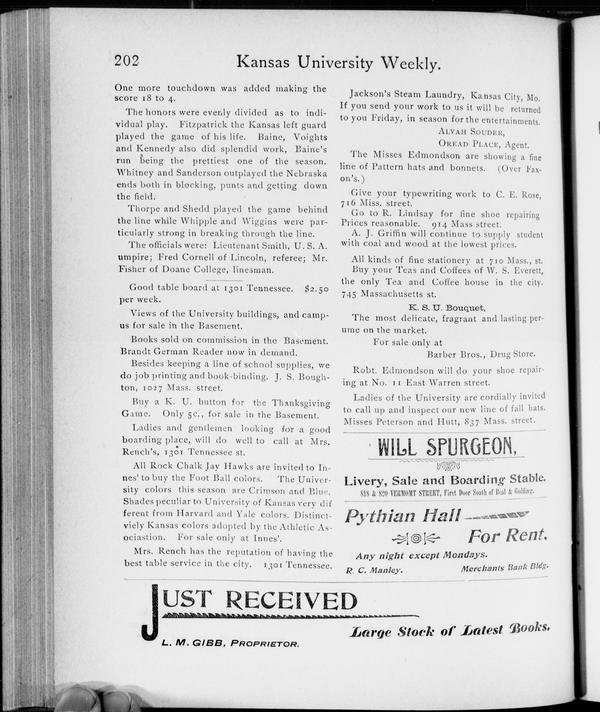 202
Kansas University Weekly.
One more touchdown was added making the
score 18 to 4.
The honors were evenly divided as to indi-
vidual play. Fitzpatrick the Kansas left guard
played the game of his life. Baine, Voights
and Kennedy also did splendid work, Baine's
run being the prettiest one of the season.
Whitney and Sanderson outplayed the Nebraska
ends both in blocking, punts and getting down
the field.
Thorpe and Shedd played the game behind
the line while Whipple and Wiggins were par-
ticularly strong in breaking through the line.
The officials were: Lieutenant Smith, U. S. A.
umpire; Fred Cornell of Lincoln, referee; Mr.
Fisher of Doane College, linesman.
Good table board at 1301 Tennessee. $2.50
per week.
Views of the University buildings, and camp-
us for sale in the Basement.
Books sold on commission in the Basement.
Brandt German Reader now in demand.
Besides keeping a line of school supplies, we
do job printing and book-binding. J. S. Bough-
ton, 1027 Mass. street.
Buy a K. U. button for the Thanksgiving
Game. Only 5c., for sale in the Basement.
Ladies and gentlemen looking for a good
boarding place, will do well to call at Mrs.
Rench's, 1301 Tennessee st.
All Rock Chalk Jay Hawks are invited to In-
nes' to buy the Foot Ball colors. The Univer-
sity colors this season are Crimson and Blue.
Shades peculiar to University of Kansas very dif
ferent from Harvard and Yale colors. Distinct-
viely Kansas colors adopted by the Athletic As-
ociastion. For sale only at Innes'.
Mrs. Rench has the reputation of having the
best table service in the city. 1301 Tennessee.
Jackson's Steam Laundry, Kansas City, Mo.
If you send your work to us it will be returned
to you Friday, in season for the entertainments.
ALVAH SOUDER,
OREAD PLACE, Agent.
The Misses Edmondson are showing a fine
line of Pattern hats and bonnets. (Over Fax-
on's.)
Give your typewriting work to C. E. Rose,
716 Miss. street.
Go to R. Lindsay for fine shoe repairing
Prices reasonable. 914 Mass street.
A. J. Griffin will continue to supply student
with coal and wood at the lowest prices.
All kinds of fine stationery at 710 Mass., st.
Buy your Teas and Coffees of W. S. Everett,
the only Tea and Coffee house in the city.
745 Massachusetts st.
K. S. U. Bouquet,
The most delicate, fragrant and lasting per-
ume on the market.
For sale only at
Barber Bros., Drug Store.
Robt. Edmondson will do your shoe repair-
ing at No. 11 East Warren street.
Ladies of the University are cordially invited
to call up and inspect our new line of fall hats.
Misses Peterson and Hutt, 837 Mass. street.
WILL SPURGEON,
Livery, Sale and Boarding Stable.
818 & 820 VERMOMT STREET, First Door South of Beal & Golding.
Pythian Hall
For Rent.
Any night except Mondays.
R. C. Manley. Merchants Bank Bldg.
JUST RECEIVED
Large Stock of Latest Books.
L. M. GIBB, PROPRIETOR.